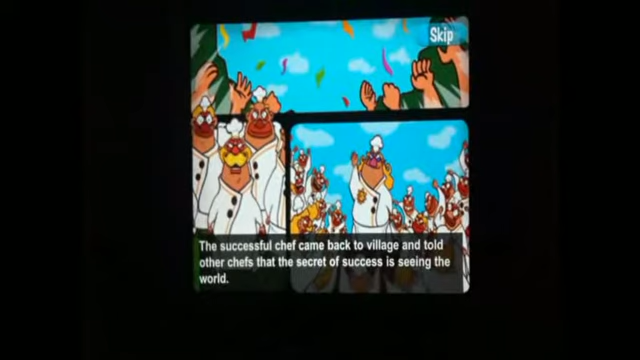 Skip
The successful chef came back to village and told
other chefs that the secret of success is seeing the
world.